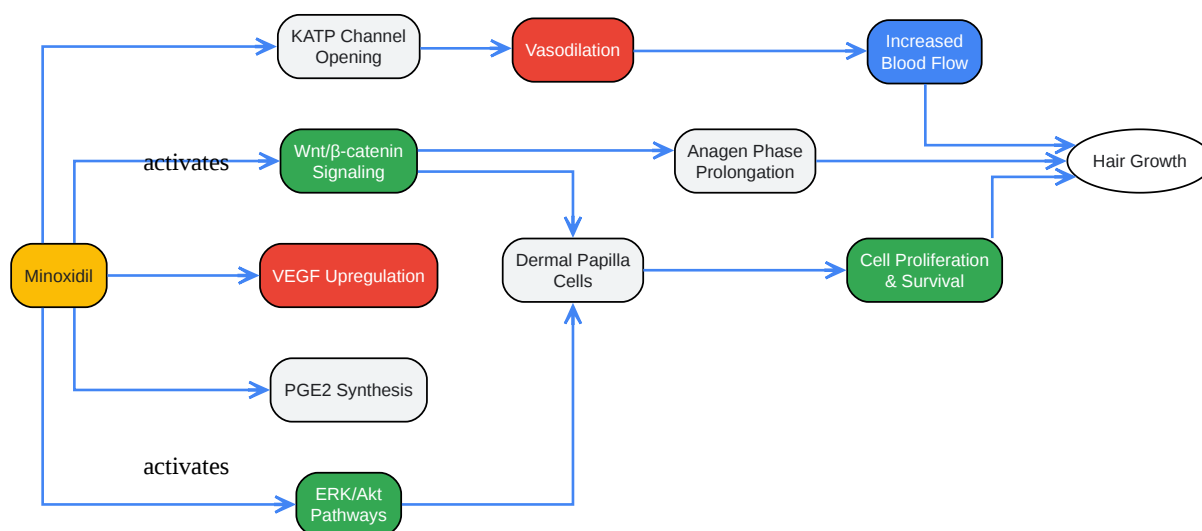 KATP Channel
Opening
Vasodilation
Increased
Blood Flow
activates
Wnt/β-catenin
Signaling
Anagen Phase
Prolongation
Hair Growth
Minoxidil
VEGF Upregulation
Dermal Papilla
Cells
Cell Proliferation
& Survival
PGE2 Synthesis
activates
ERK/Akt
Pathways